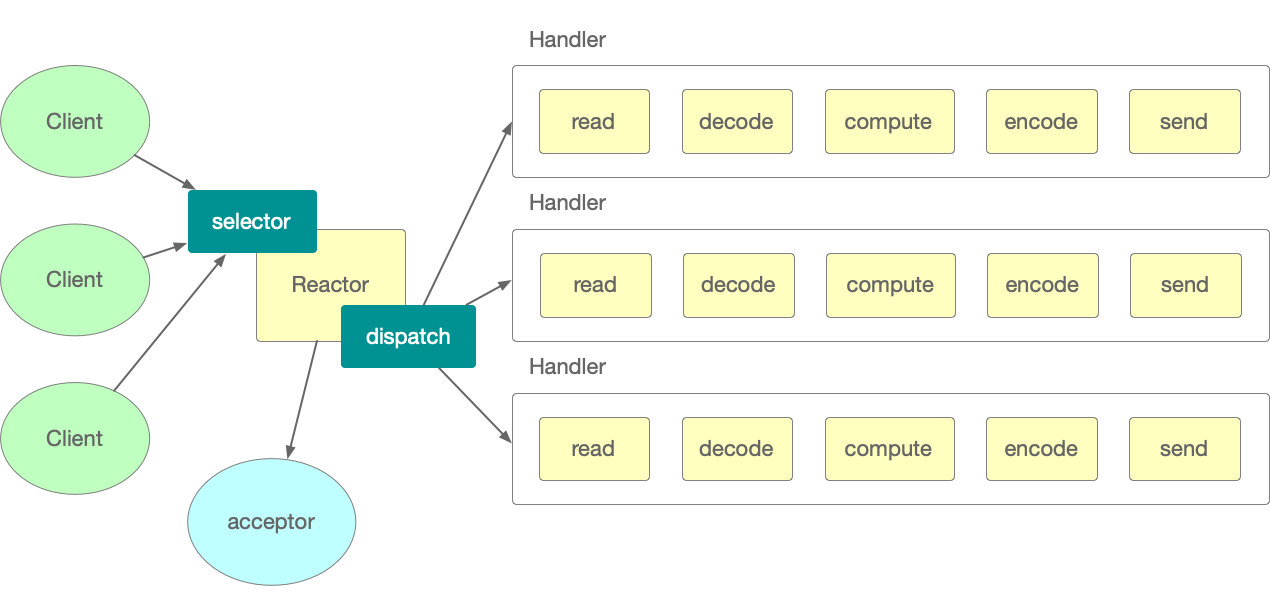 Handler
Client
read
decode
compute
encode
send
Handler
selector
Client
Reactor
read
decode
compute
encode
send
dispatch
Handler
Client
read
decode
compute
encode
send
acceptor